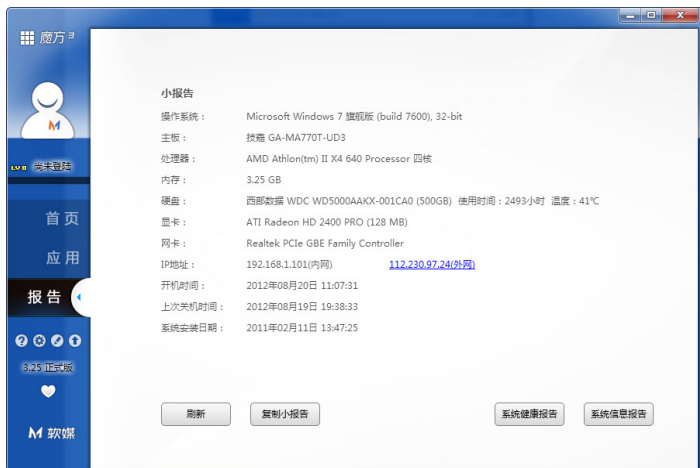 魔方3
LV 0 尚未登陆
首页
应用
报告
3.25 正式版
软媒
小报告
操作系统： Microsoft Windows 7 旗舰版 (build 7600), 32-bit
主板： 技嘉 GA-MA770T-UD3
处理器： AMD Athlon(tm) II X4 640 Processor 四核
内存： 3.25 GB
硬盘： 西部数据 WDC WD5000AAKX-001CA0 (500GB) 使用时间：2493小时 温度：41℃
显卡： ATI Radeon HD 2400 PRO (128 MB)
网卡： Realtek PCIe GBE Family Controller
IP地址： 192.168.1.101(内网) 112.230.97.24(外网)
开机时间： 2012年08月20日 11:07:31
上次关机时间： 2012年08月19日 19:38:33
系统安装日期： 2011年02月11日 13:47:25
刷新 复制小报告 系统健康报告 系统信息报告